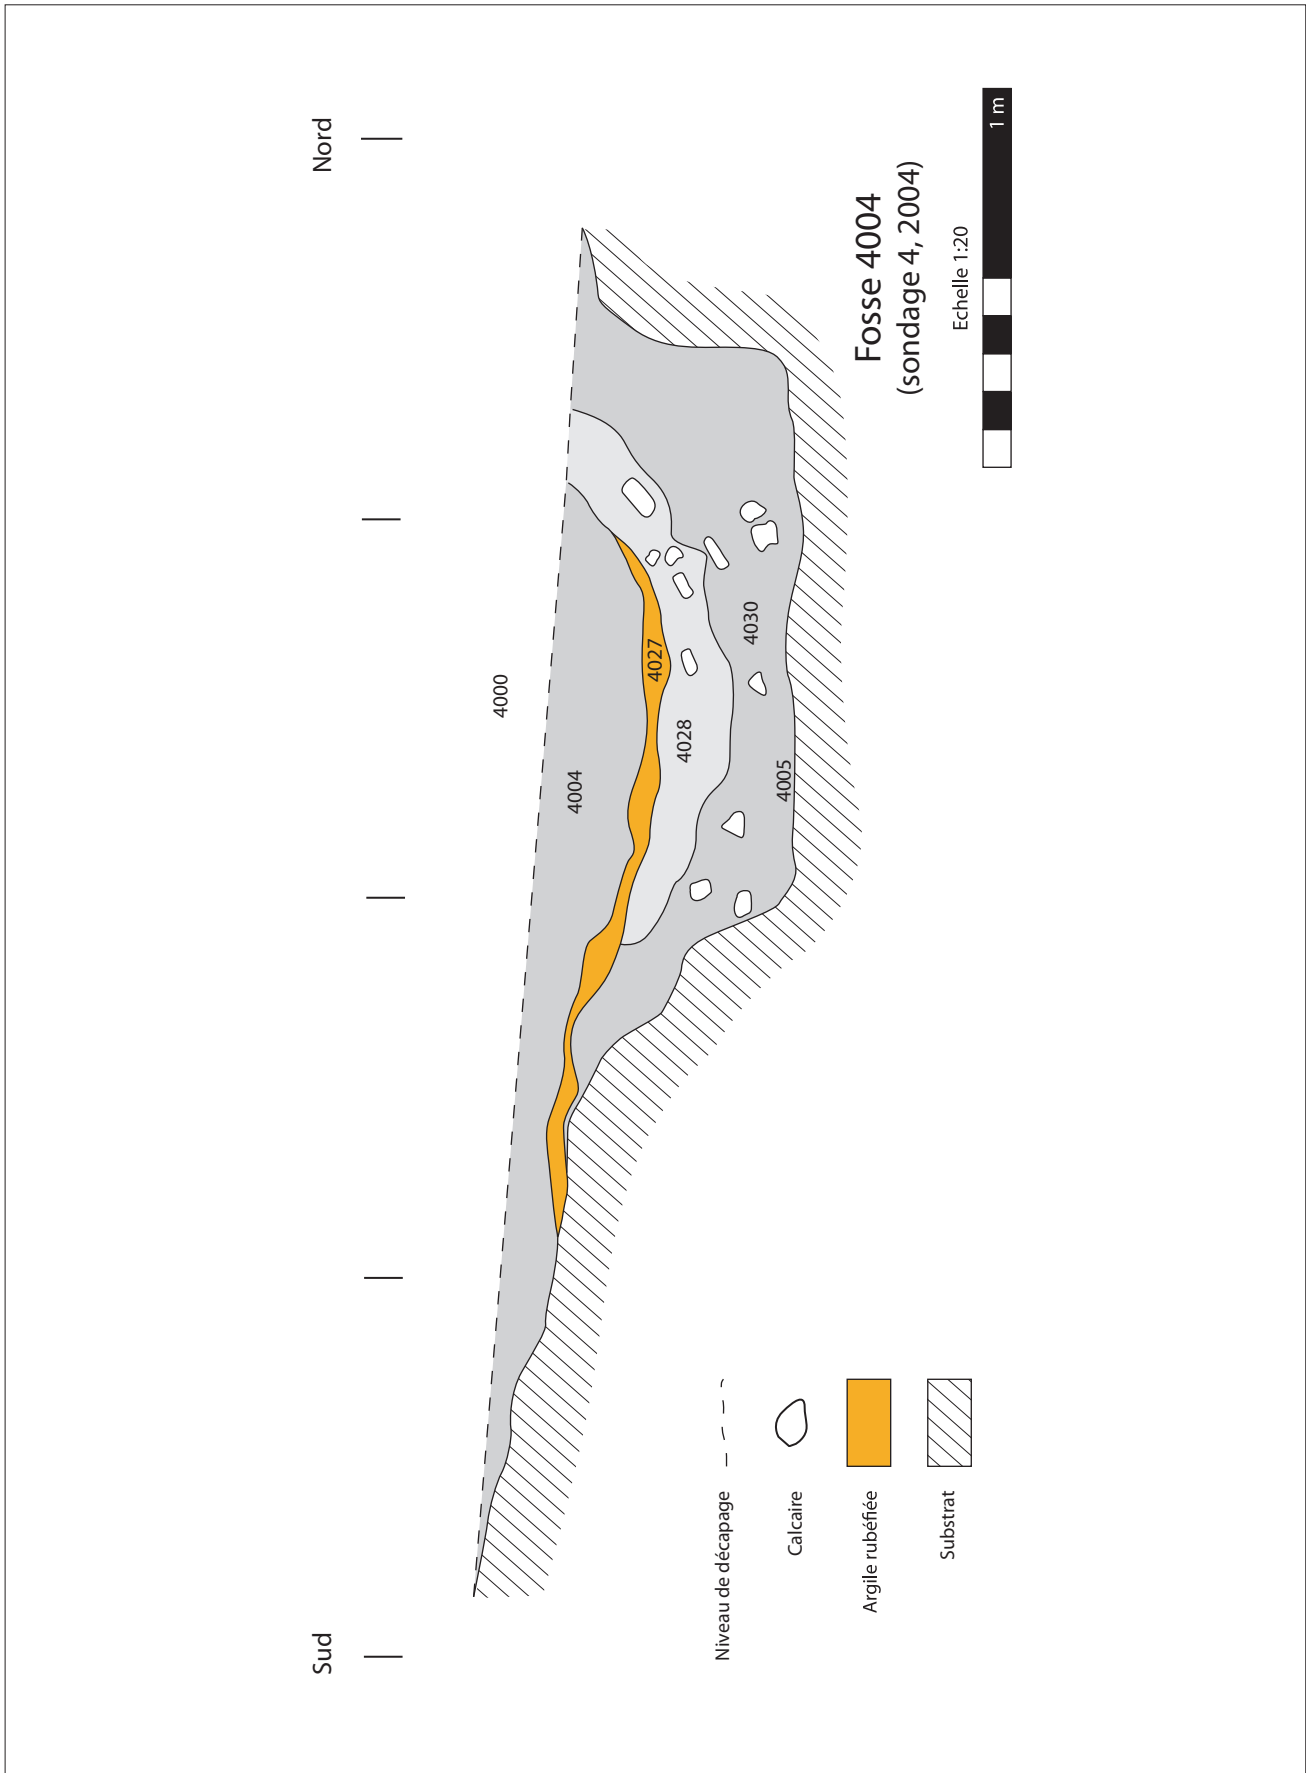 Sud
Nord
4000
4004
4027
4028
4030
4005
Niveau de décapage
Calcaire
Argile rubéfiée
Substrat
Fosse 4004
(sondage 4, 2004)
Echelle 1:20
1 m